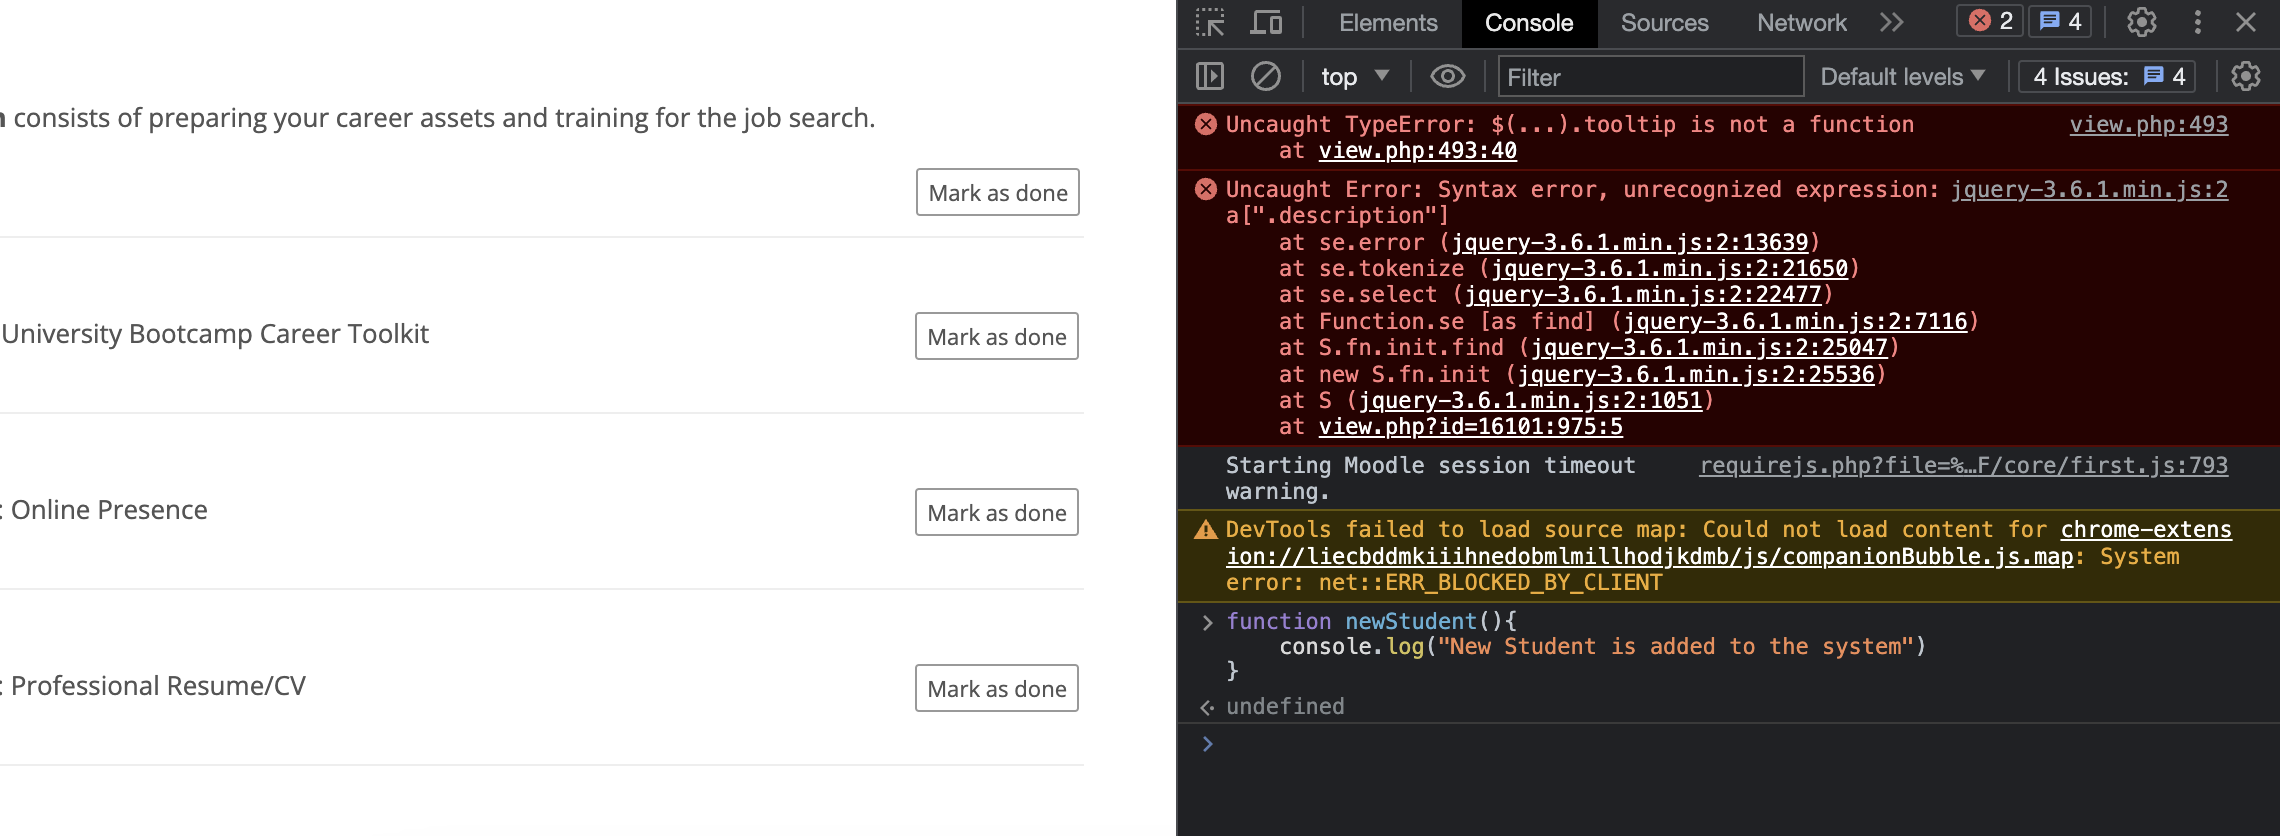 n consists of preparing your career assets and training for the job search.
Mark as done
University Bootcamp Career Toolkit
Mark as done
: Online Presence
Mark as done
: Professional Resume/CV
Mark as done
Elements Console Sources Network 2 4
top Filter Default levels 4 Issues: 4
Uncaught TypeError: $(...).tooltip is not a function view.php:493
at view.php:493:40
Uncaught Error: Syntax error, unrecognized expression: jquery-3.6.1.min.js:2
a[".description"]
at se.error (jquery-3.6.1.min.js:2:13639)
at se.tokenize (jquery-3.6.1.min.js:2:21650)
at se.select (jquery-3.6.1.min.js:2:22477)
at Function.se [as find] (jquery-3.6.1.min.js:2:7116)
at S.fn.init.find (jquery-3.6.1.min.js:2:25047)
at new S.fn.init (jquery-3.6.1.min.js:2:25536)
at S (jquery-3.6.1.min.js:2:1051)
at view.php?id=16101:975:5
Starting Moodle session timeout requirejs.php?file=%…F/core/first.js:793
warning.
DevTools failed to load source map: Could not load content for chrome-extens
ion://liecbddmkiiihnedobmlmillhodjkdmb/js/companionBubble.js.map: System
error: net::ERR_BLOCKED_BY_CLIENT
function newStudent(){
console.log("New Student is added to the system")
}
undefined